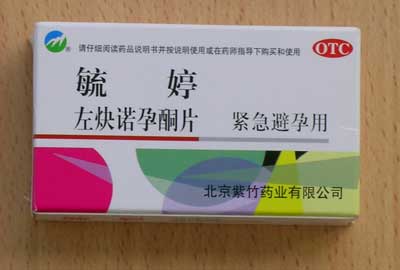 请仔细阅读药品说明书并按说明使用或在药师指导下购买和使用
OTC
毓婷
左炔诺孕酮片 紧急避孕用
北京紫竹药业有限公司